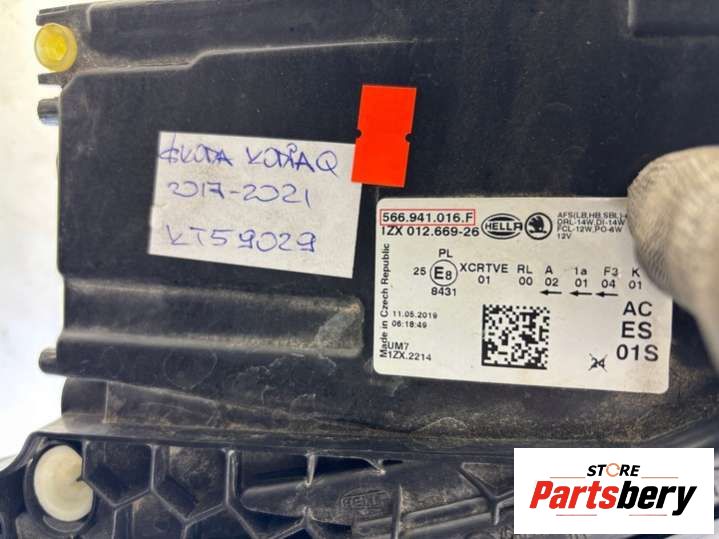 ŠKODA KODIAQ
2017-2021
KT59029
566.941.016.F
1ZX 012.669-26
HELLA
AFS(LB,HB,SBL)
DRL-14W,DI-14W
FCL-12W,PO-6W
12V
PL
25 E8 XCRTVE RL A 1a F3 K
8431 01 00 02 01 04 01
Made in Czech Republic
11.05.2019
06:18:49
UM7
1ZX.2214
AC
ES
01S
24
STORE
Partsbery